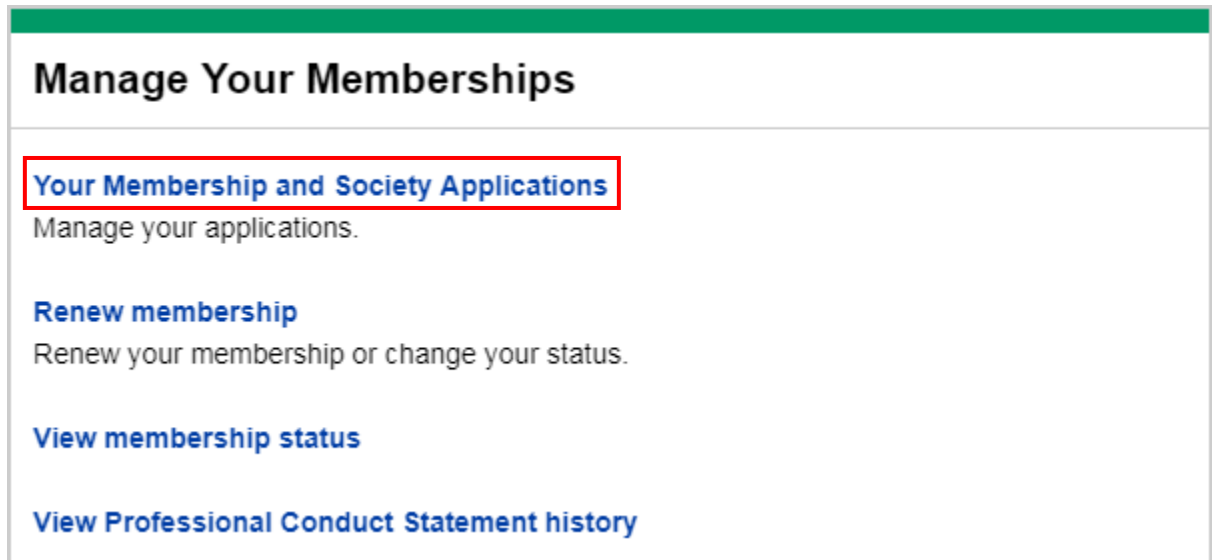 Manage Your Memberships
Your Membership and Society Applications
Manage your applications.
Renew membership
Renew your membership or change your status.
View membership status
View Professional Conduct Statement history